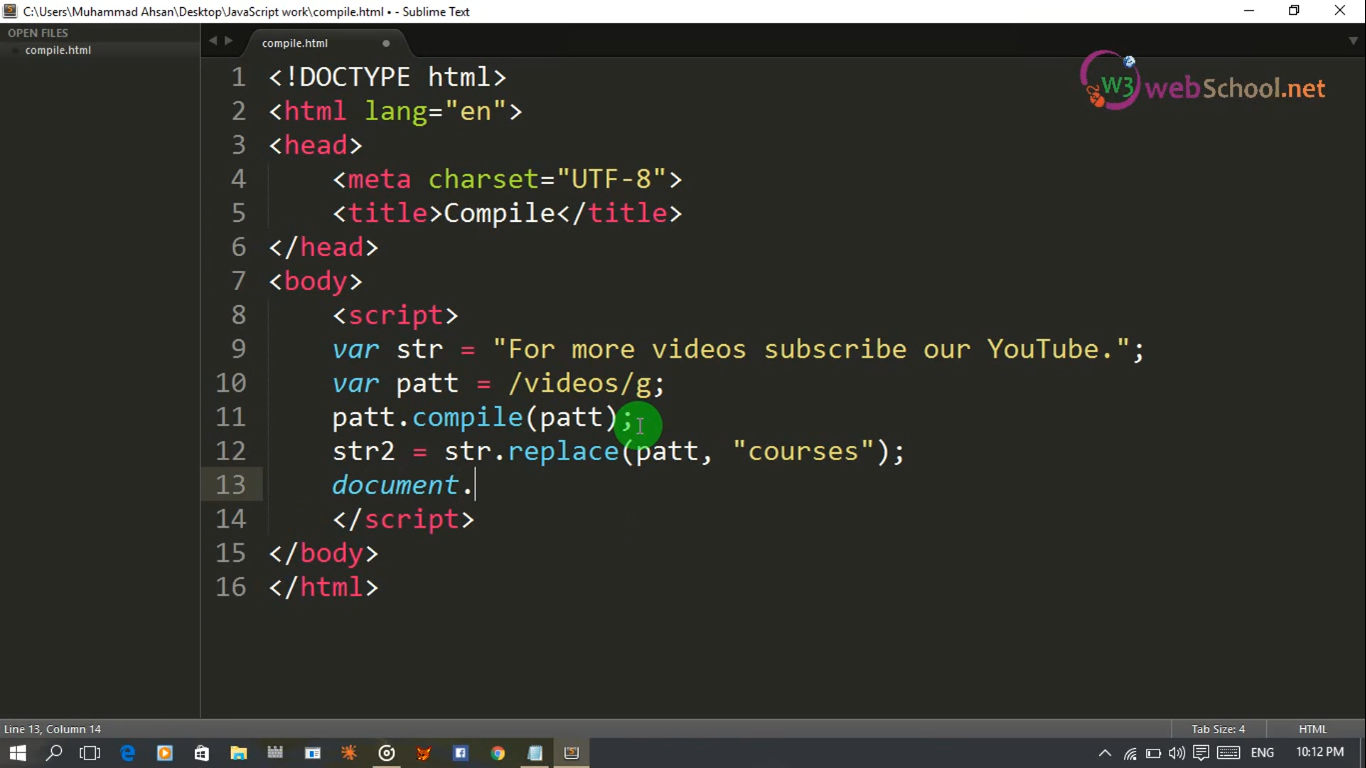 C:\Users\Muhammad Ahsan\Desktop\JavaScript work\compile.html • - Sublime Text
OPEN FILES
compile.html
compile.html
W3 webSchool.net
1 <!DOCTYPE html>
2 <html lang="en">
3 <head>
4 <meta charset="UTF-8">
5 <title>Compile</title>
6 </head>
7 <body>
8 <script>
9 var str = "For more videos subscribe our YouTube.";
10 var patt = /videos/g;
11 patt.compile(patt);
12 str2 = str.replace(patt, "courses");
13 document.
14 </script>
15 </body>
16 </html>
Line 13, Column 14
Tab Size: 4
HTML
ENG
10:12 PM